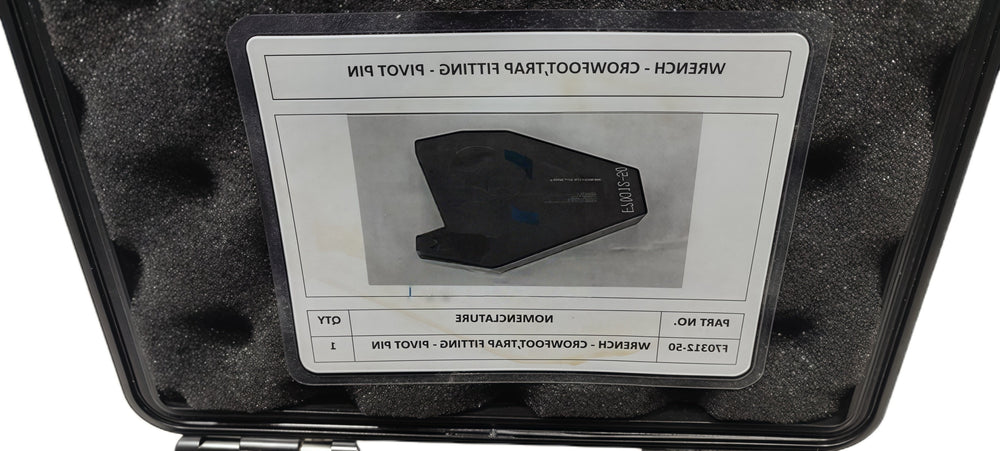 WRENCH - CROWFOOT,TRAP FITTING - PIVOT PIN
PART NO. NOMENCLATURE QTY
F70312-50 WRENCH - CROWFOOT,TRAP FITTING - PIVOT PIN 1